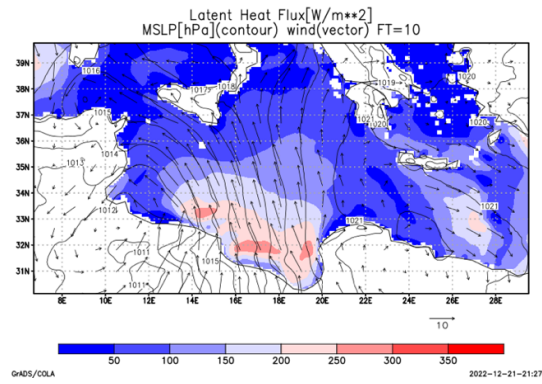 Latent Heat Flux[W/m**2]
MSLP[hPa](contour) wind(vector) FT=10
39N
38N
37N
36N
35N
34N
33N
32N
31N
8E 10E 12E 14E 16E 18E 20E 22E 24E 26E 28E
1016
1017
1018
1019
1020
1015
1021
1020
1020
1014
1013
1012
1021
1021
1011
1015
1011
10
50 100 150 200 250 300 350
GrADS/COLA
2022-12-21-21:27